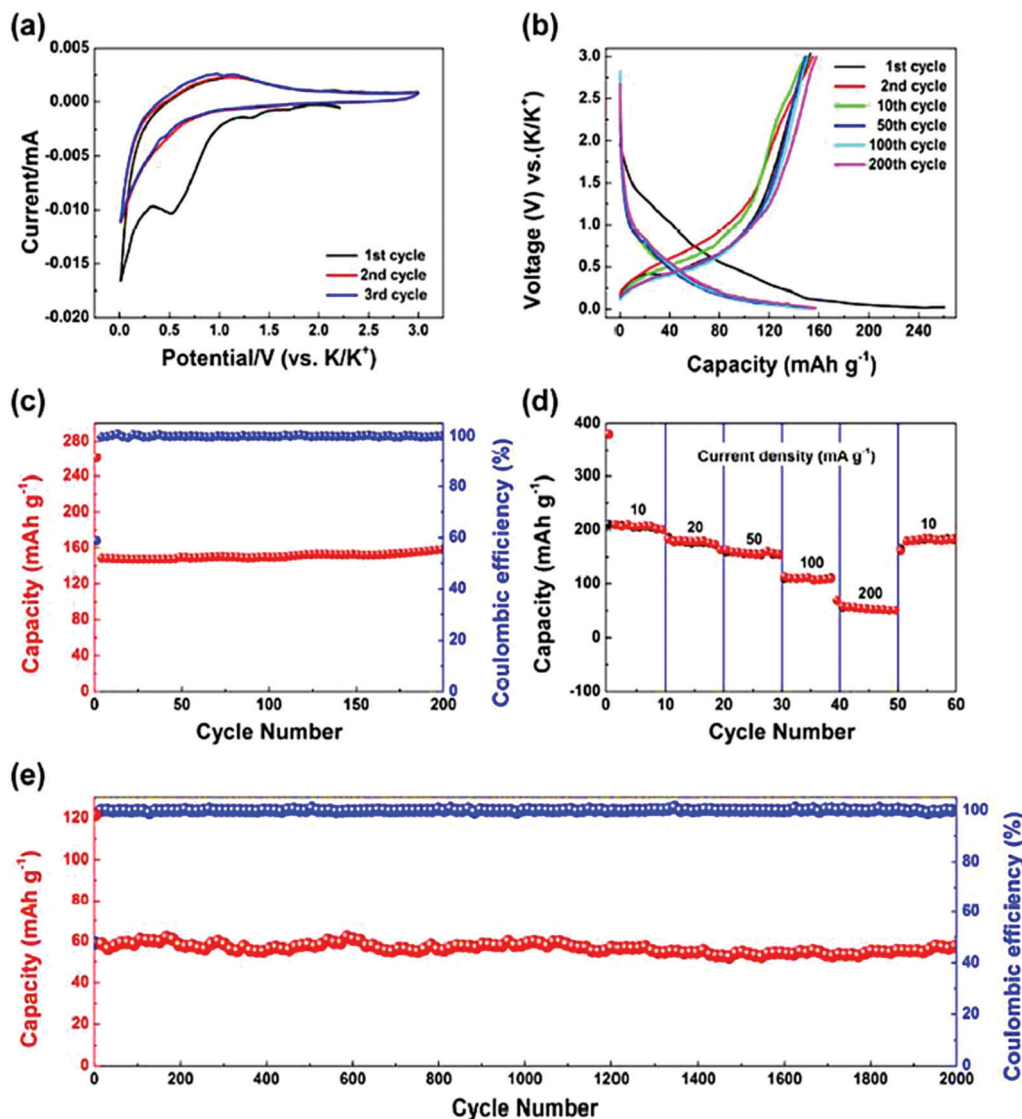 (a)
0.005
0.000
-0.005
-0.010
-0.015
-0.020
Current/mA
1st cycle
2nd cycle
3rd cycle
0.0 0.5 1.0 1.5 2.0 2.5 3.0
Potential/V (vs. K/K⁺)
(b)
3.0
2.5
2.0
1.5
1.0
0.5
0.0
Voltage (V) vs.(K/K⁺)
1st cycle
2nd cycle
10th cycle
50th cycle
100th cycle
200th cycle
0 40 80 120 160 200 240
Capacity (mAh g⁻¹)
(c)
280
240
200
160
120
80
40
0
Capacity (mAh g⁻¹)
100
80
60
40
20
0
Coulombic efficiency (%)
0 50 100 150 200
Cycle Number
(d)
400
300
200
100
0
-100
Capacity (mAh g⁻¹)
Current density (mA g⁻¹)
10 20 50 100 200 10
0 10 20 30 40 50 60
Cycle Number
(e)
120
100
80
60
40
20
0
Capacity (mAh g⁻¹)
100
80
60
40
20
0
Coulombic efficiency (%)
0 200 400 600 800 1000 1200 1400 1600 1800 2000
Cycle Number